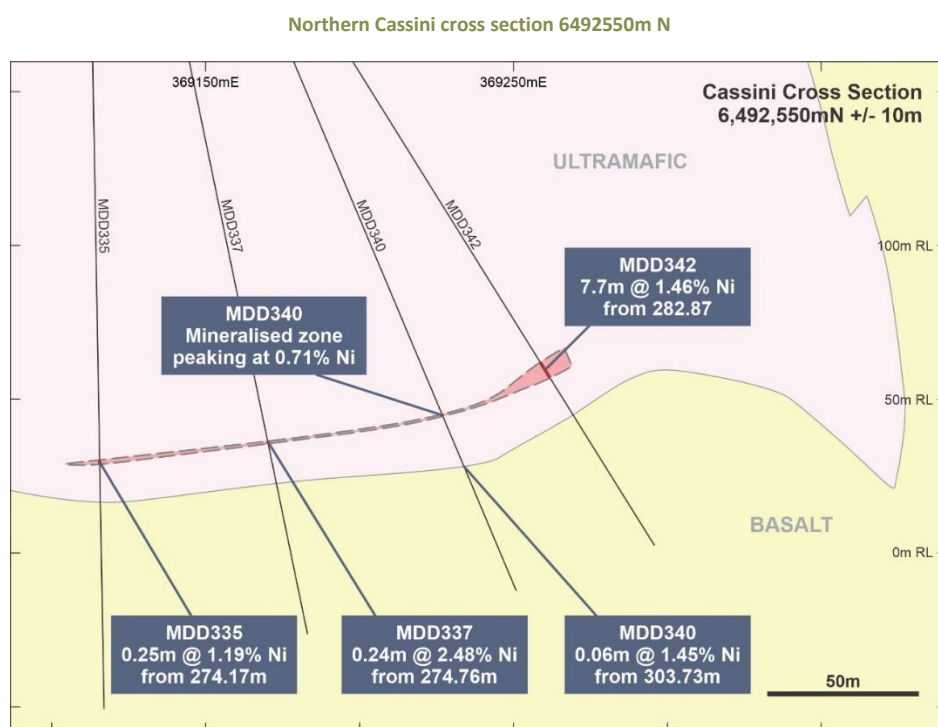 Northern Cassini cross section 6492550m N
369150mE
369250mE
Cassini Cross Section
6,492,550mN +/- 10m
ULTRAMAFIC
MDD335
MDD337
MDD340
MDD342
100m RL
MDD342
7.7m @ 1.46% Ni
from 282.87
MDD340
Mineralised zone
peaking at 0.71% Ni
50m RL
BASALT
0m RL
MDD335
0.25m @ 1.19% Ni
from 274.17m
MDD337
0.24m @ 2.48% Ni
from 274.76m
MDD340
0.06m @ 1.45% Ni
from 303.73m
50m